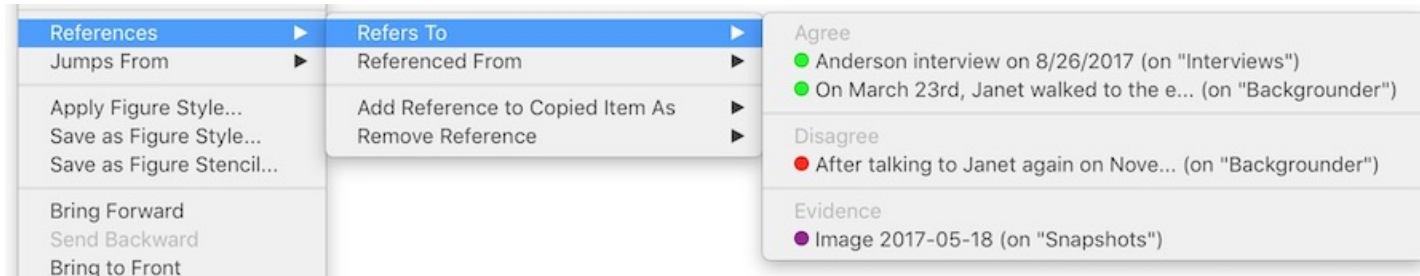 References
Jumps From
Apply Figure Style...
Save as Figure Style...
Save as Figure Stencil...
Bring Forward
Send Backward
Bring to Front
Refers To
Referenced From
Add Reference to Copied Item As
Remove Reference
Agree
Anderson interview on 8/26/2017 (on "Interviews")
On March 23rd, Janet walked to the e... (on "Backgrounder")
Disagree
After talking to Janet again on Nove... (on "Backgrounder")
Evidence
Image 2017-05-18 (on "Snapshots")